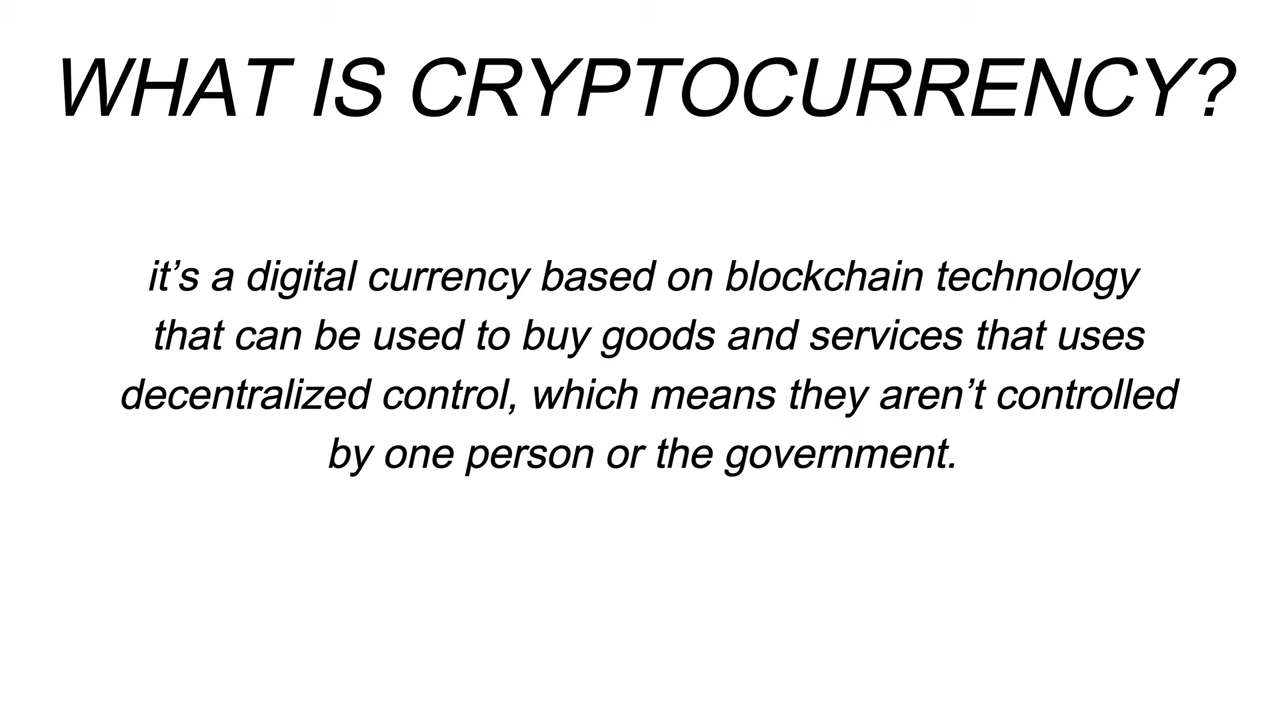 WHAT IS CRYPTOCURRENCY?
it’s a digital currency based on blockchain technology
that can be used to buy goods and services that uses
decentralized control, which means they aren’t controlled
by one person or the government.